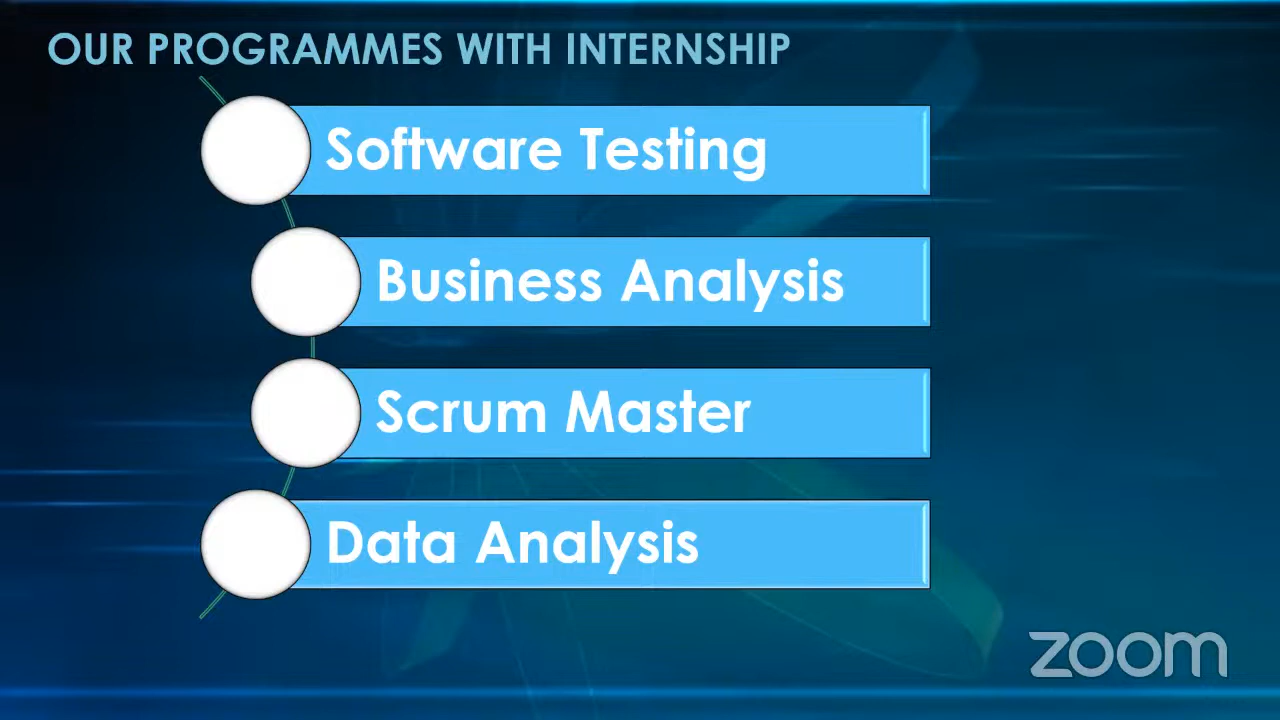 OUR PROGRAMMES WITH INTERNSHIP
Software Testing
Business Analysis
Scrum Master
Data Analysis
zoom